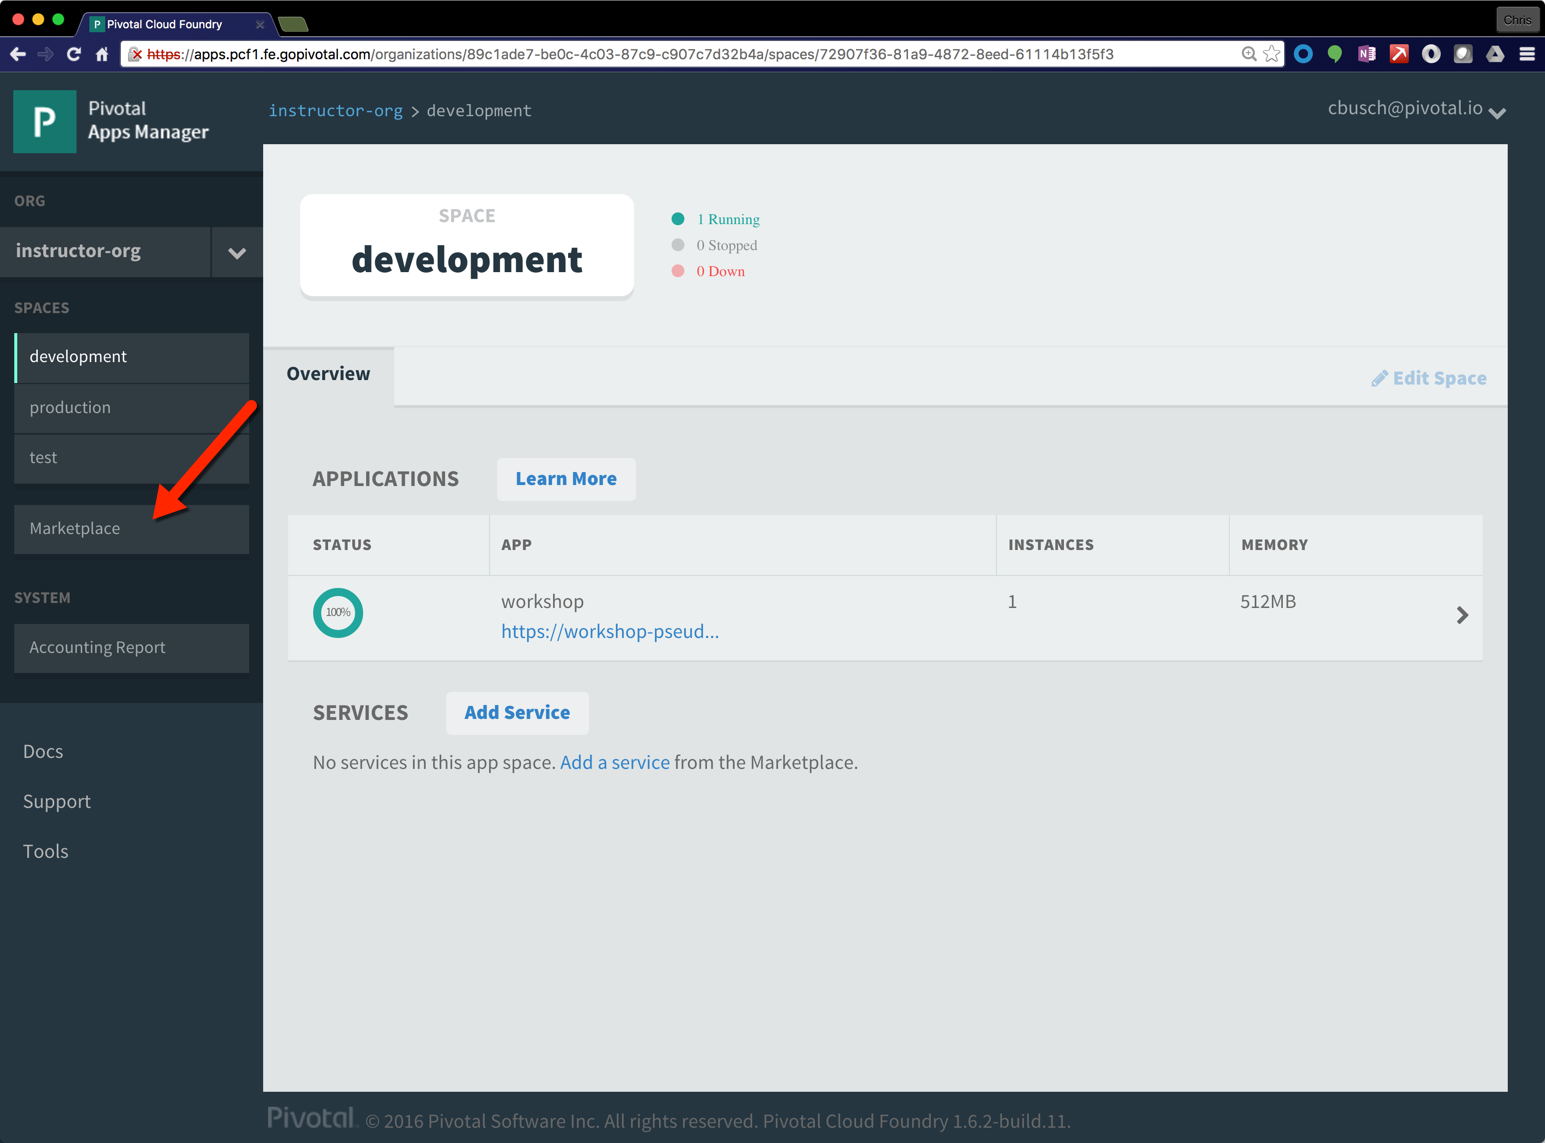 Pivotal Cloud Foundry
Chris
https://apps.pcf1.fe.gopivotal.com/organizations/89c1ade7-be0c-4c03-87c9-c907c7d32b4a/spaces/72907f36-81a9-4872-8eed-61114b13f5f3
P
Pivotal
Apps Manager
instructor-org > development
cbusch@pivotal.io
ORG
instructor-org
SPACES
development
production
test
Marketplace
SYSTEM
Accounting Report
Docs
Support
Tools
SPACE
development
1 Running
0 Stopped
0 Down
Overview
Edit Space
APPLICATIONS
Learn More
STATUS APP INSTANCES MEMORY
100%
workshop 1 512MB
https://workshop-pseud...
SERVICES
Add Service
No services in this app space. Add a service from the Marketplace.
Pivotal. © 2016 Pivotal Software Inc. All rights reserved. Pivotal Cloud Foundry 1.6.2-build.11.